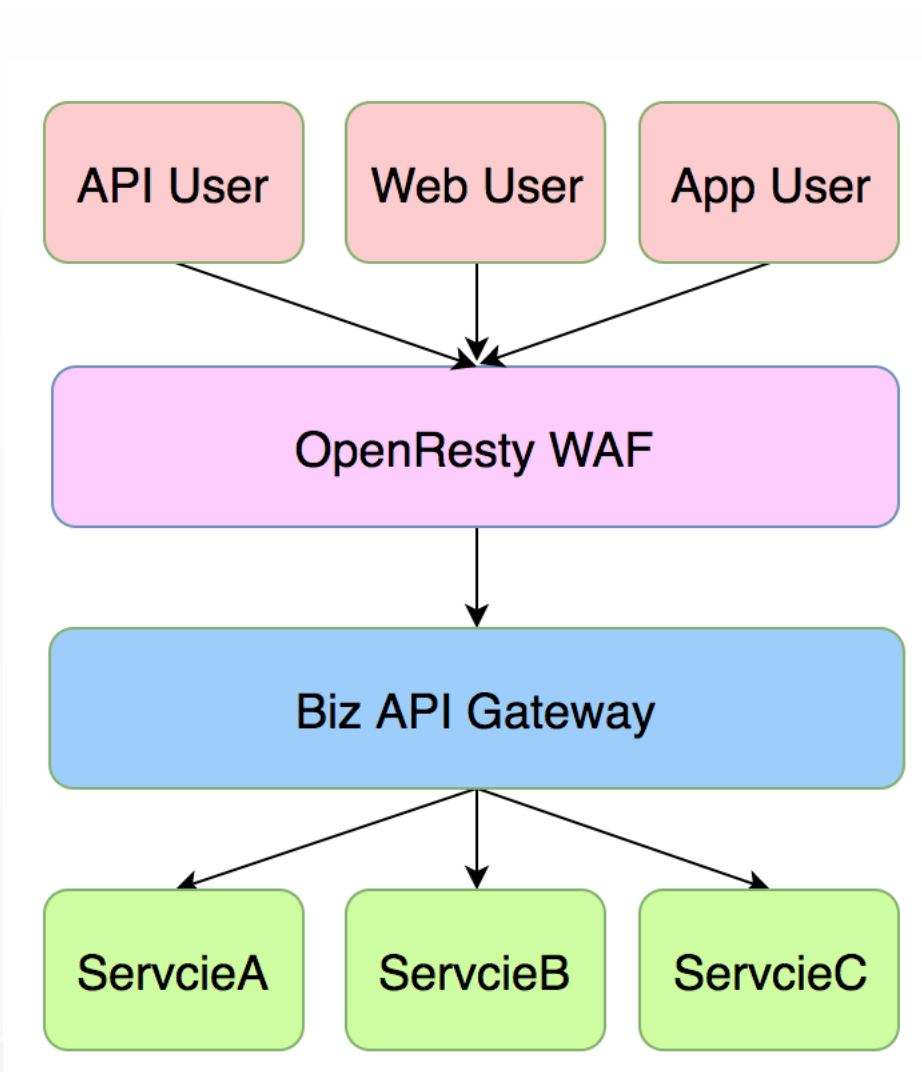 API User
Web User
App User
OpenResty WAF
Biz API Gateway
ServcieA
ServcieB
ServcieC